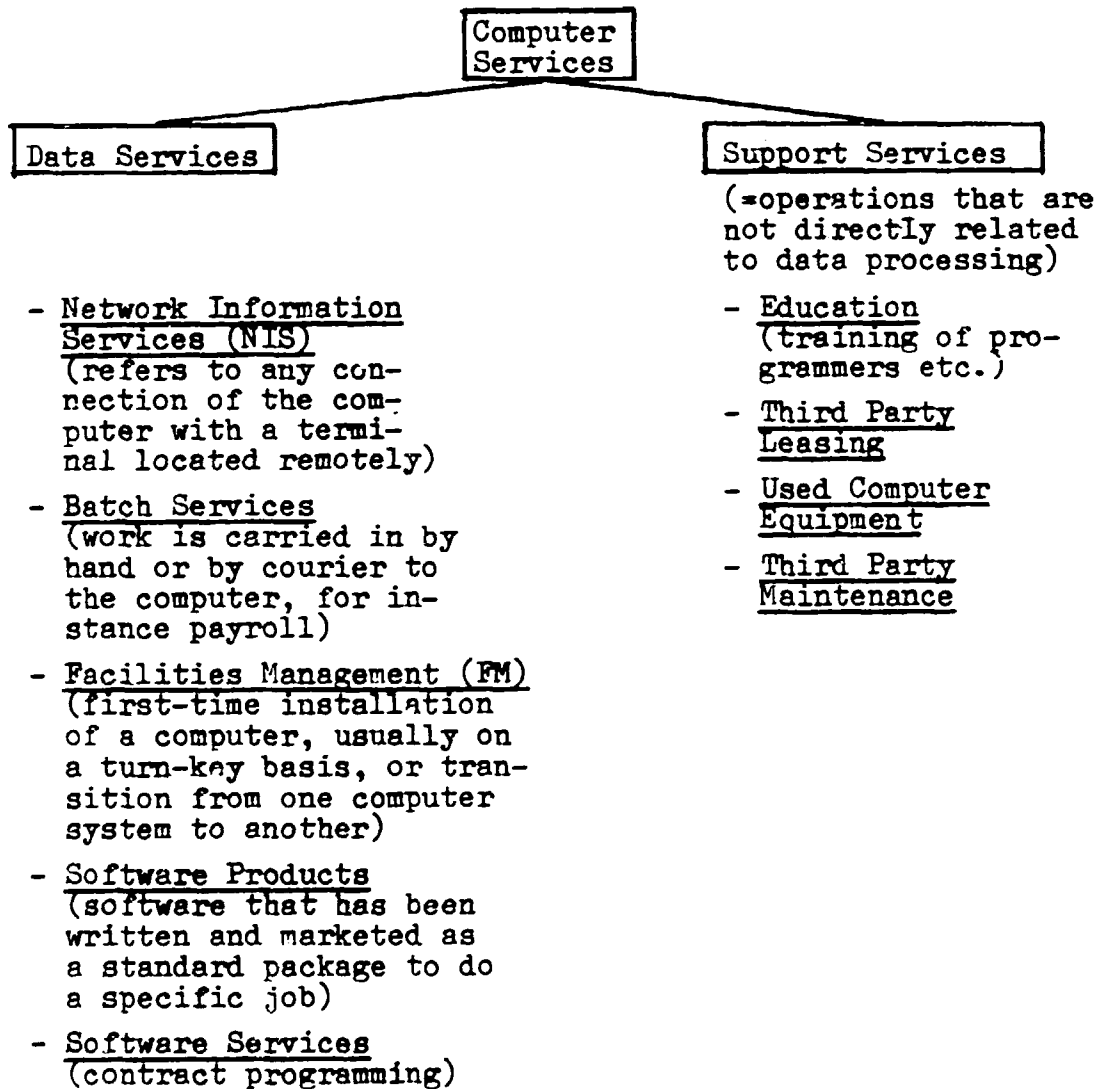 Computer
Services
Data Services
- Network Information
Services (NIS)
(refers to any con-
nection of the com-
puter with a termi-
nal located remotely)
- Batch Services
(work is carried in by
hand or by courier to
the computer, for in-
stance payroll)
- Facilities Management (FM)
(first-time installation
of a computer, usually on
a turn-key basis, or tran-
sition from one computer
system to another)
- Software Products
(software that has been
written and marketed as
a standard package to do
a specific job)
- Software Services
(contract programming)
Support Services
(=operations that are
not directly related
to data processing)
- Education
(training of pro-
grammers etc.)
- Third Party
Leasing
- Used Computer
Equipment
- Third Party
Maintenance